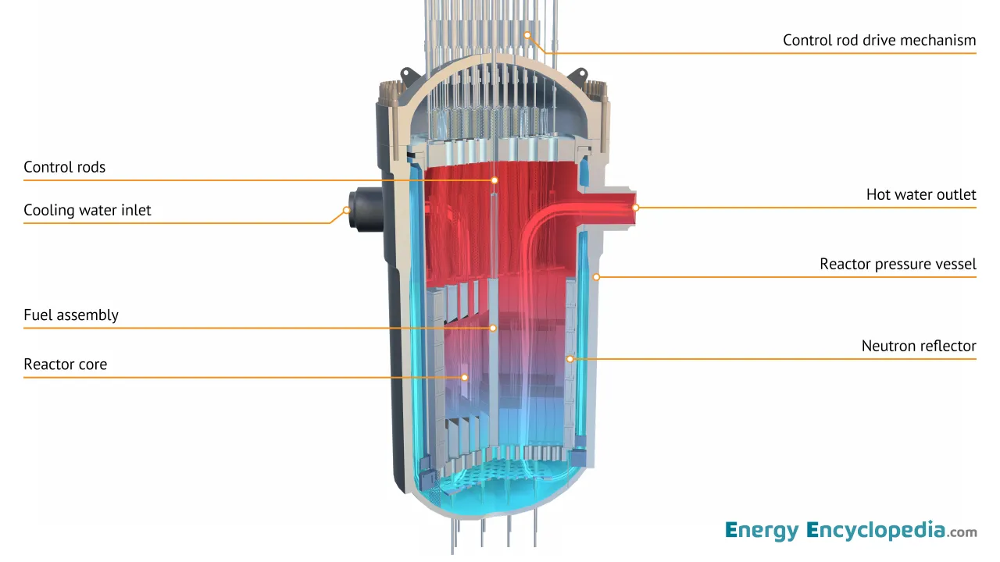 Control rod drive mechanism
Control rods
Cooling water inlet
Hot water outlet
Reactor pressure vessel
Fuel assembly
Neutron reflector
Reactor core
Energy Encyclopedia.com